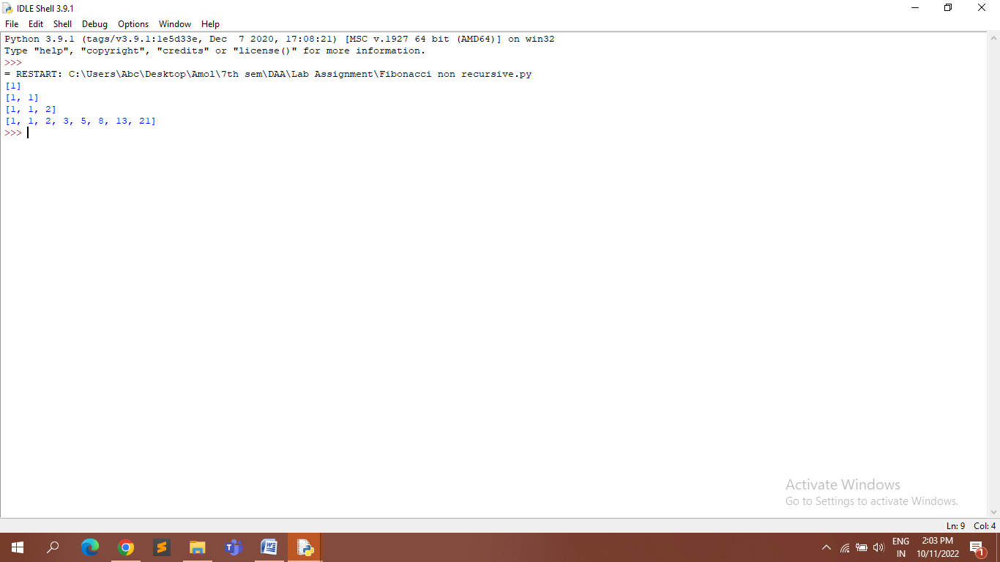 IDLE Shell 3.9.1
File Edit Shell Debug Options Window Help
Python 3.9.1 (tags/v3.9.1:1e5d33e, Dec  7 2020, 17:08:21) [MSC v.1927 64 bit (AMD64)] on win32
Type "help", "copyright", "credits" or "license()" for more information.
>>>
= RESTART: C:\Users\Abc\Desktop\Amol\7th sem\DAA\Lab Assignment\Fibonacci non recursive.py
[1]
[1, 1]
[1, 1, 2]
[1, 1, 2, 3, 5, 8, 13, 21]
>>>
Activate Windows
Go to Settings to activate Windows.
Ln: 9 Col: 4
ENG 2:03 PM
IN 10/11/2022 1